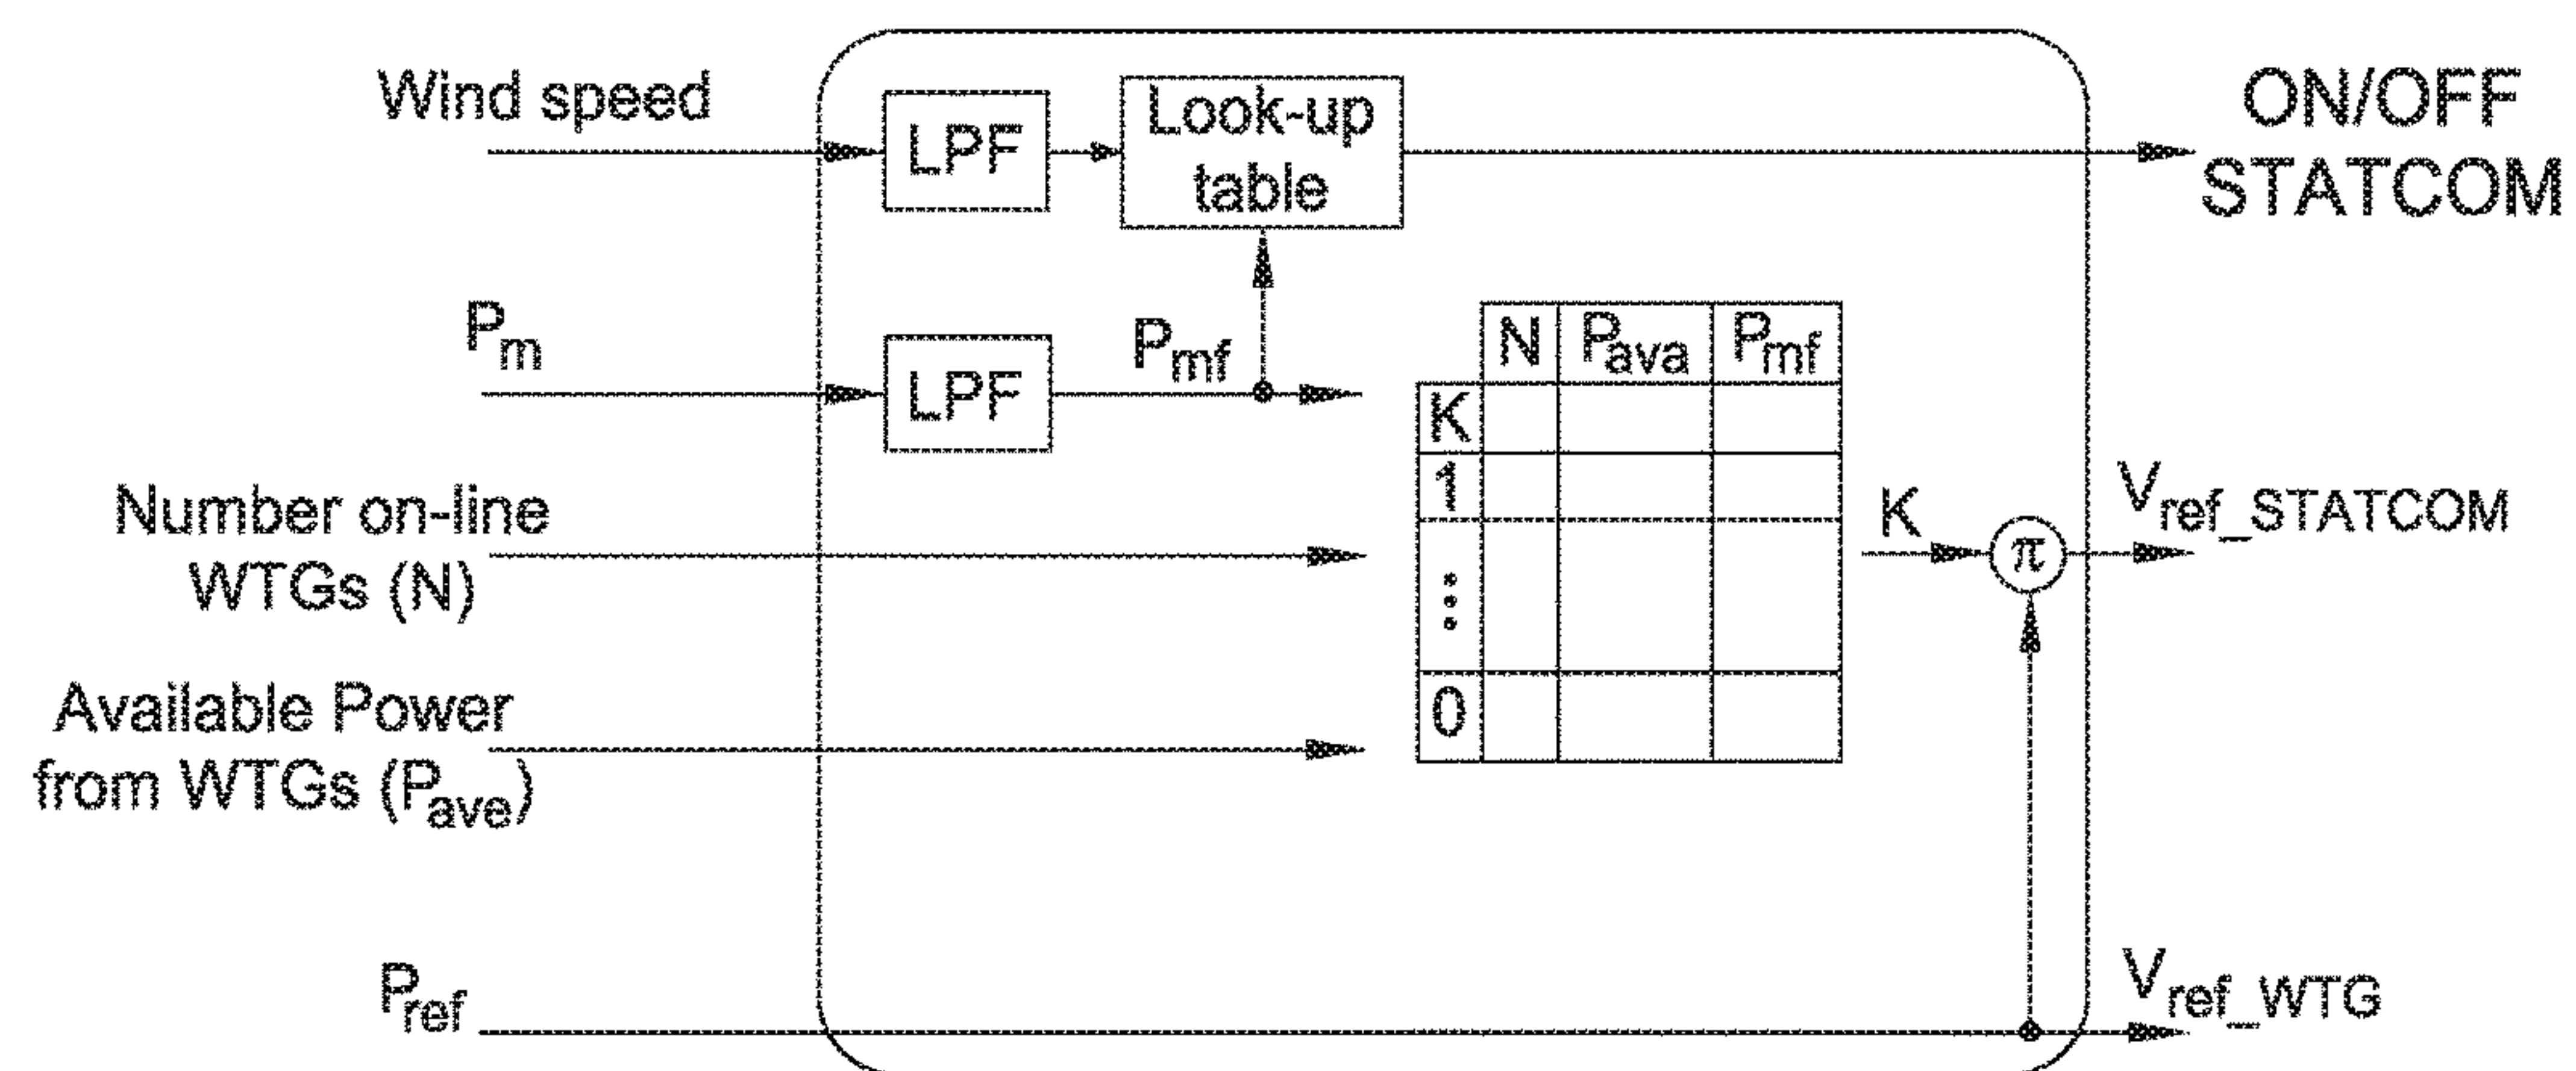 Wind speed
LPF
Look-up
table
ON/OFF
STATCOM
Pm
LPF
Pmf
N Pava Pmf
K
1
⋮
0
Number on-line
WTGs (N)
K
π
Vref_STATCOM
Available Power
from WTGs (Pave)
Pref
Vref_WTG